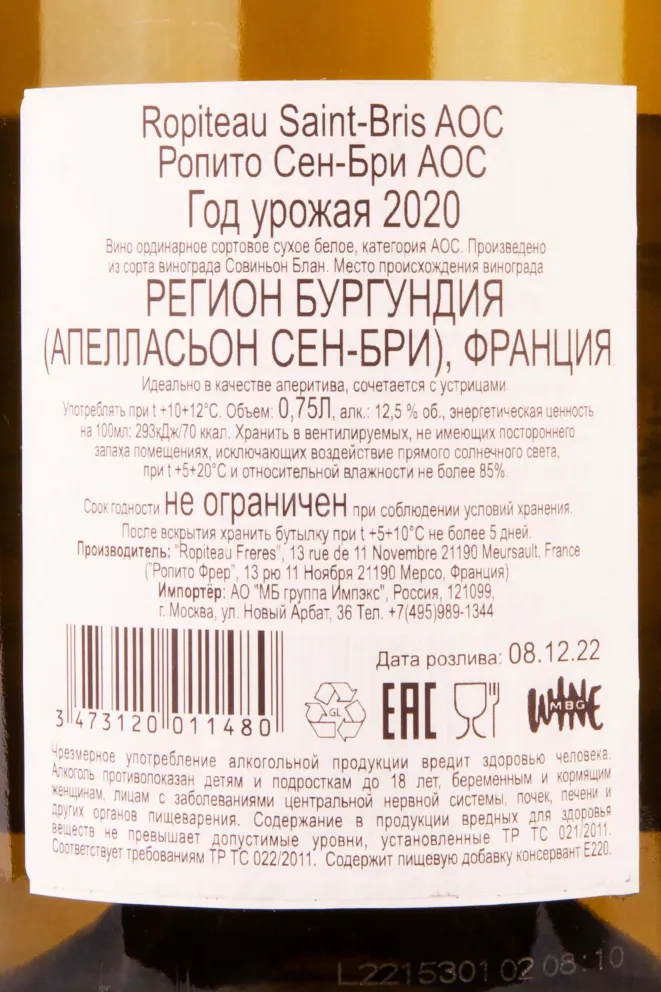 Ropiteau Saint-Bris AOC
Ропито Сен-Бри АОС
Год урожая 2020
Вино ординарное сортовое сухое белое, категория АОС. Произведено
из сорта винограда Совиньон Блан. Место происхождения винограда
РЕГИОН БУРГУНДИЯ
(АПЕЛЛАСЬОН СЕН-БРИ), ФРАНЦИЯ
Идеально в качестве аперитива, сочетается с устрицами.
Употреблять при t +10+12°С. Объем: 0,75Л, алк.: 12,5 % об., энергетическая ценность
на 100мл: 293кДж/70 ккал. Хранить в вентилируемых, не имеющих постороннего
запаха помещениях, исключающих воздействие прямого солнечного света,
при t +5+20°С и относительной влажности не более 85%.
Срок годности не ограничен при соблюдении условий хранения.
После вскрытия хранить бутылку при t +5+10°С не более 5 дней.
Производитель: "Ropiteau Freres", 13 rue de 11 Novembre 21190 Meursault, France
("Ропито Фрер", 13 рю 11 Ноября 21190 Мерсо, Франция)
Импортёр: АО "МБ группа Импэкс", Россия, 121099,
г. Москва, ул. Новый Арбат, 36 Тел. +7(495)989-1344
Дата розлива: 08.12.22
3 473120 011480
GL
EAC
WINE
MBG
Чрезмерное употребление алкогольной продукции вредит здоровью человека.
Алкоголь противопоказан детям и подросткам до 18 лет, беременным и кормящим
женщинам, лицам с заболеваниями центральной нервной системы, почек, печени и
других органов пищеварения. Содержание в продукции вредных для здоровья
веществ не превышает допустимые уровни, установленные ТР ТС 021/2011.
Соответствует требованиям ТР ТС 022/2011. Содержит пищевую добавку консервант Е220.
L2215301 02 08:10